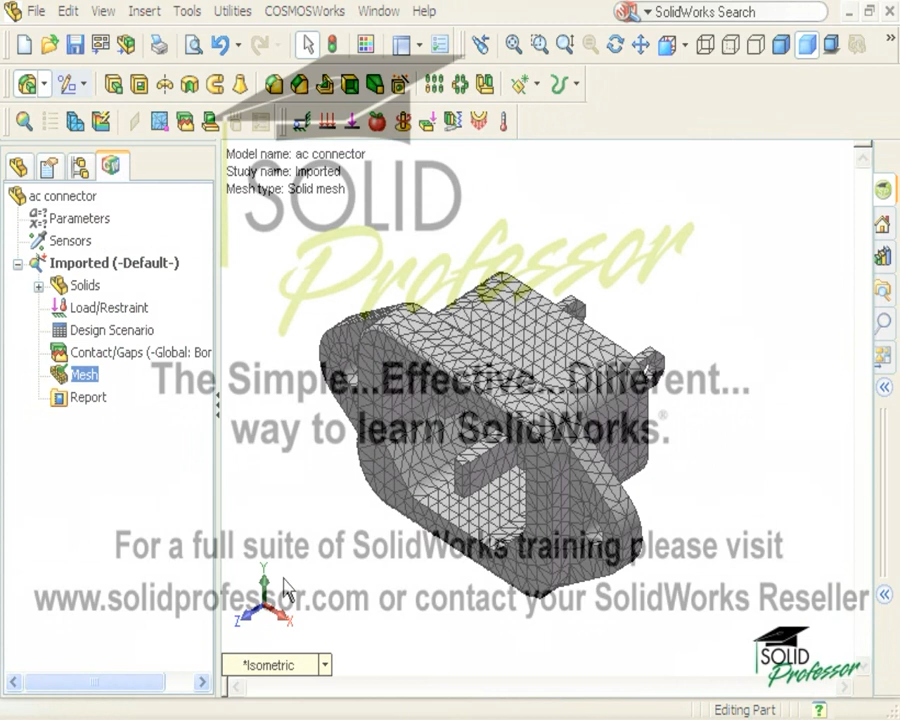 File Edit View Insert Tools Utilities COSMOSWorks Window Help
SolidWorks Search
Model name: ac connector
Study name: Imported
Mesh type: Solid mesh
ac connector
Parameters
Sensors
Imported (-Default-)
Solids
Load/Restraint
Design Scenario
Contact/Gaps (-Global: Bor
Mesh
Report
SOLID
Professor
The Simple...Effective...Different...
way to learn SolidWorks.®
For a full suite of SolidWorks training please visit
www.solidprofessor.com or contact your SolidWorks Reseller
Y
Z X
*Isometric
SOLID
Professor
Editing Part